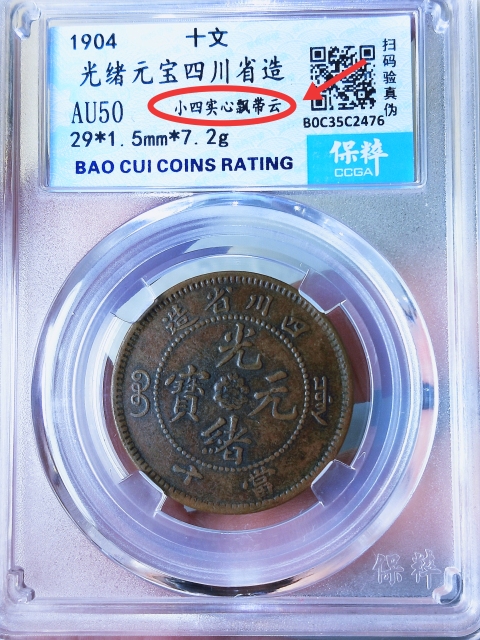 1904 十文
光绪元宝四川省造
AU50 小四实心飘带云
29*1.5mm*7.2g
BAO CUI COINS RATING
扫码验真伪
B0C35C2476
保粹
CCGA
造省川四
光緒元寶
十當
保粹